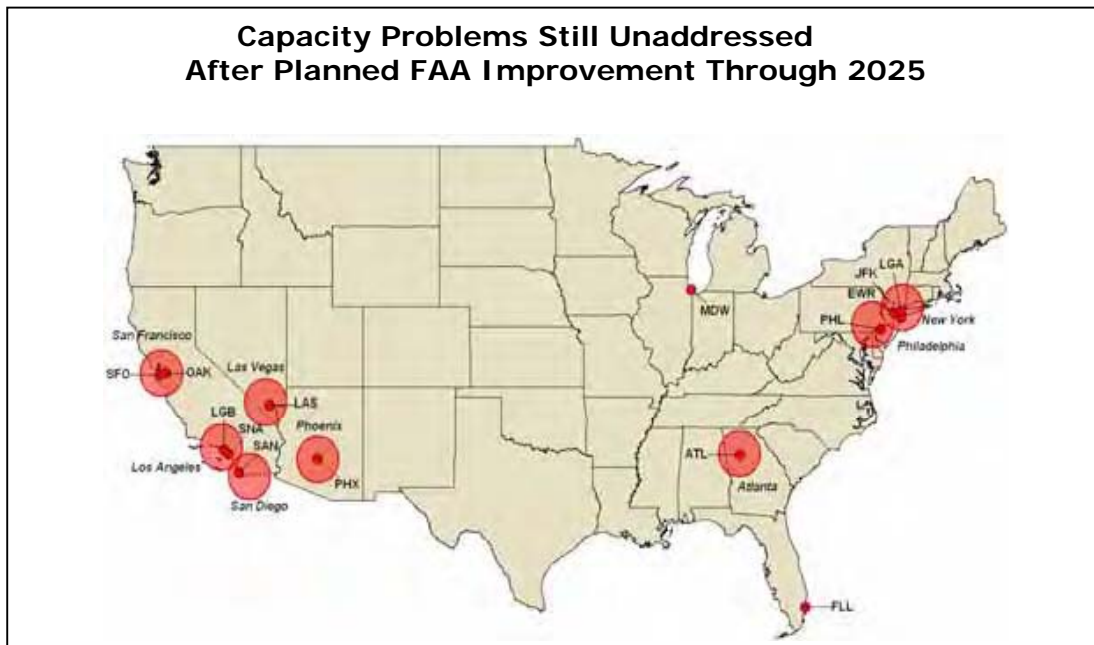 Capacity Problems Still Unaddressed
After Planned FAA Improvement Through 2025
LGA
JFK
EWR
MDW
New York
PHL
Philadelphia
San Francisco
Las Vegas
SFO
OAK
LAS
LGB
Phoenix
SNA
SAN
ATL
Los Angeles
PHX
Atlanta
San Diego
FLL